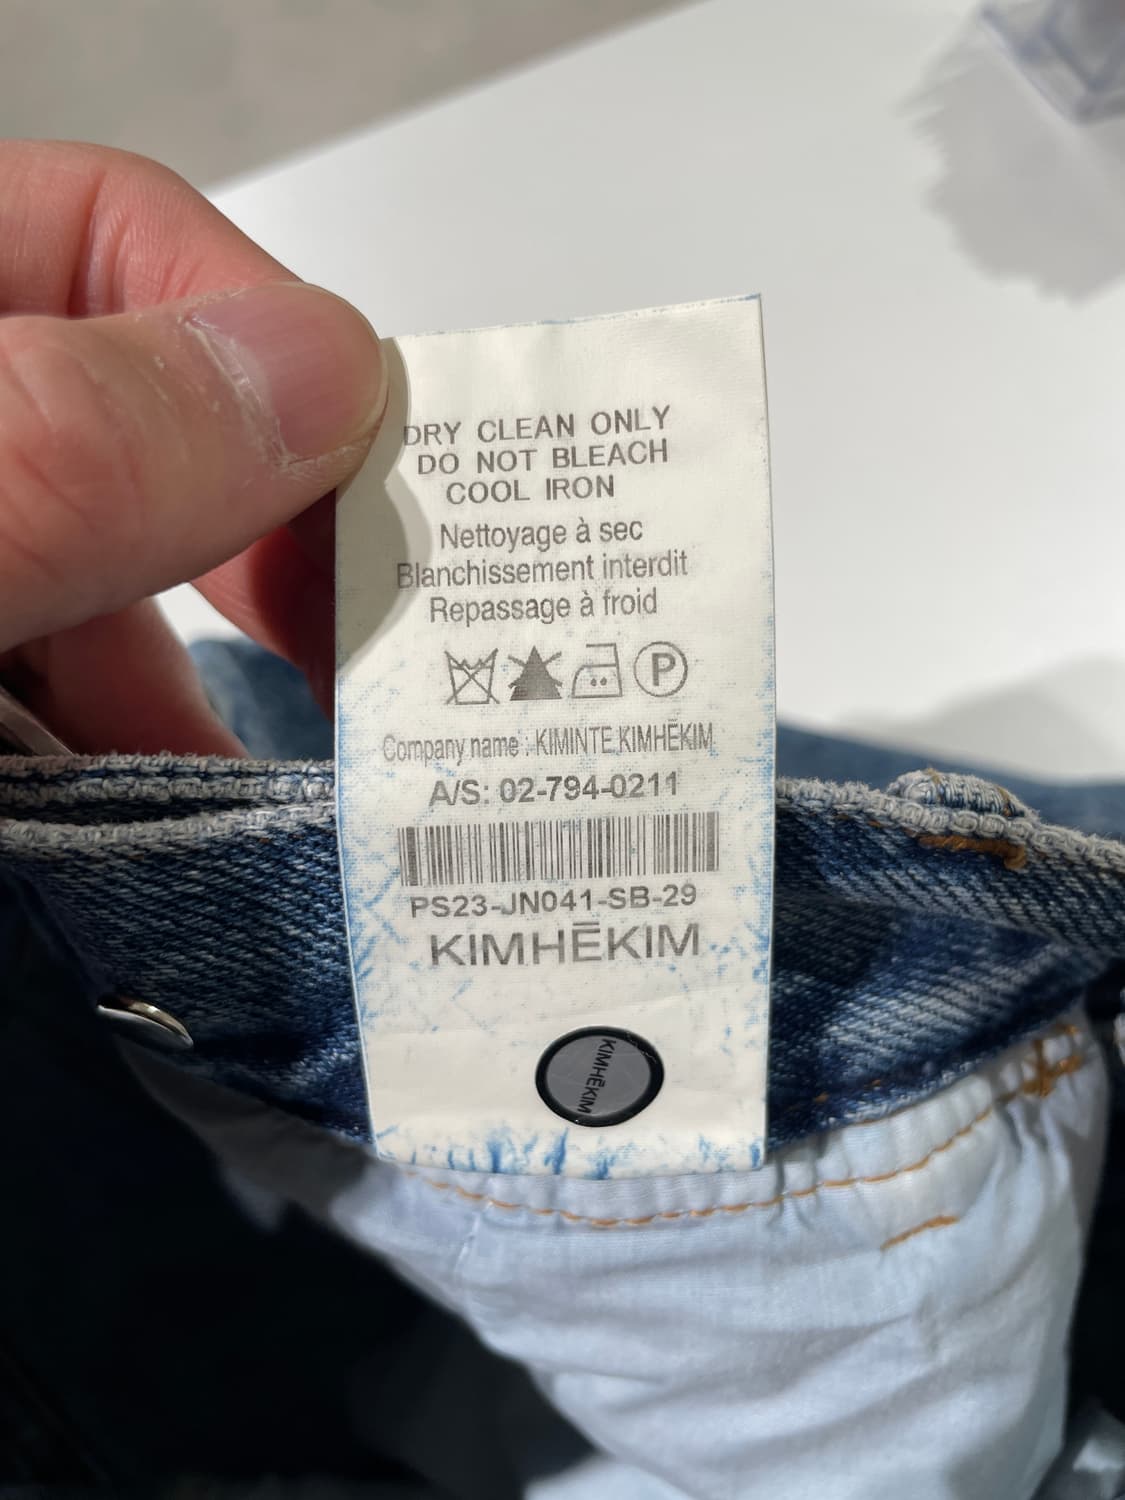 DRY CLEAN ONLY
DO NOT BLEACH
COOL IRON
Nettoyage à sec
Blanchissement interdit
Repassage à froid
P
Company name : KIMINTE KIMHĒKIM
A/S: 02-794-0211
PS23-JN041-SB-29
KIMHĒKIM
KIMHĒKIM